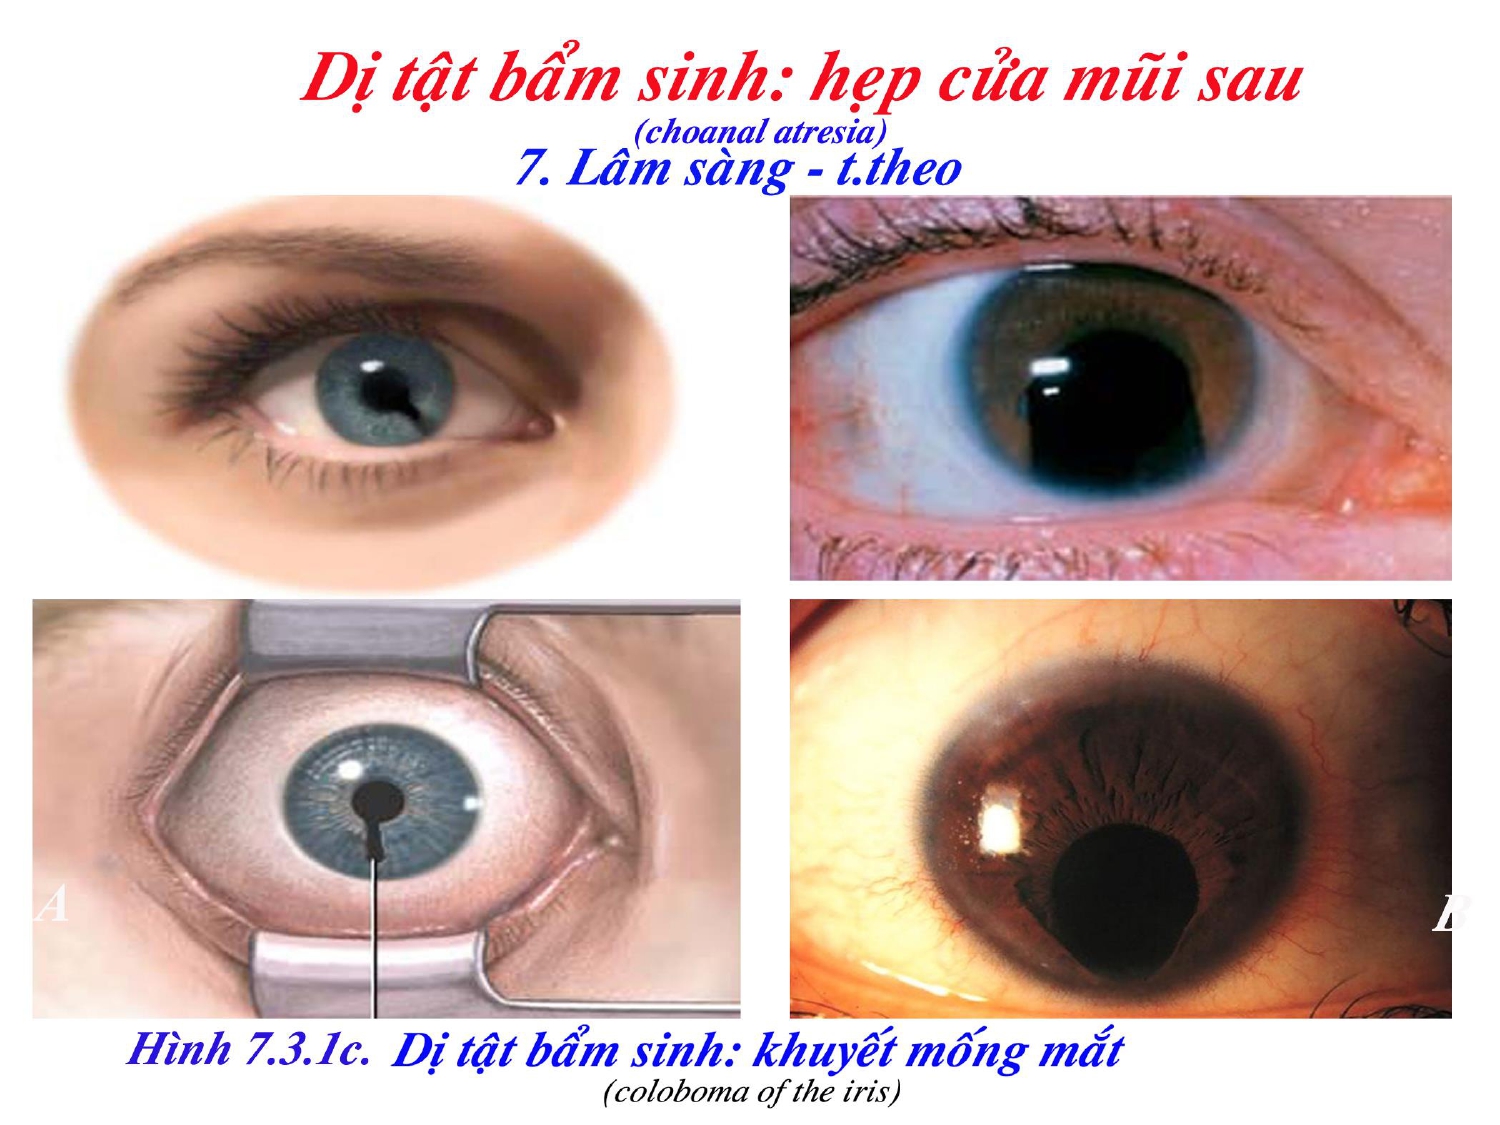 Dị tật bẩm sinh: hẹp cửa mũi sau
(choanal atresia)
7. Lâm sàng - t.theo
A
B
Hình 7.3.1c. Dị tật bẩm sinh: khuyết mống mắt
(coloboma of the iris)